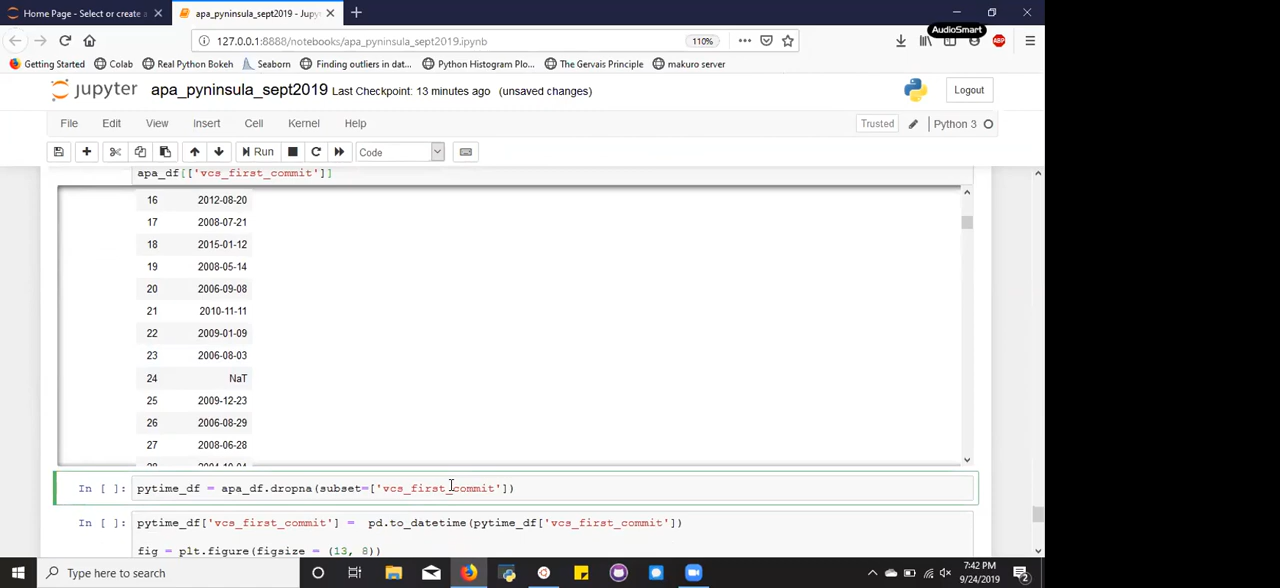 Home Page - Select or create a
apa_pyninsula_sept2019 - Jupyt
AudioSmart
127.0.0.1:8888/notebooks/apa_pyninsula_sept2019.ipynb
110%
ABP
Getting Started
Colab
Real Python Bokeh
Seaborn
Finding outliers in dat...
Python Histogram Plo...
The Gervais Principle
makuro server
jupyter apa_pyninsula_sept2019 Last Checkpoint: 13 minutes ago (unsaved changes)
Logout
File Edit View Insert Cell Kernel Help
Trusted
Python 3
Run
Code
apa_df[['vcs_first_commit']]
16 2012-08-20
17 2008-07-21
18 2015-01-12
19 2008-05-14
20 2006-09-08
21 2010-11-11
22 2009-01-09
23 2006-08-03
24 NaT
25 2009-12-23
26 2006-08-29
27 2008-06-28
28 2004-10-04
In [ ]: pytime_df = apa_df.dropna(subset=['vcs_first_commit'])
In [ ]: pytime_df['vcs_first_commit'] = pd.to_datetime(pytime_df['vcs_first_commit'])
fig = plt.figure(figsize = (13, 8))
Type here to search
7:42 PM
9/24/2019
2